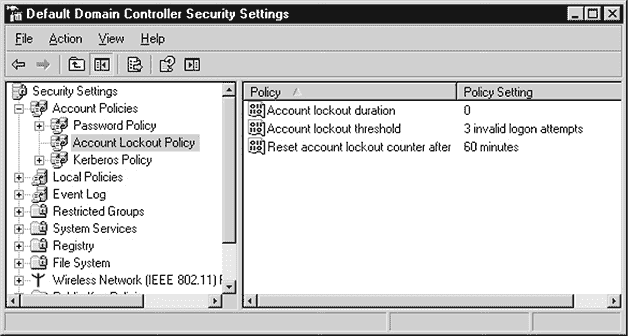 Default Domain Controller Security Settings
File Action View Help
Security Settings
Account Policies
Password Policy
Account Lockout Policy
Kerberos Policy
Local Policies
Event Log
Restricted Groups
System Services
Registry
File System
Wireless Network (IEEE 802.11)
Policy Policy Setting
Account lockout duration 0
Account lockout threshold 3 invalid logon attempts
Reset account lockout counter after 60 minutes